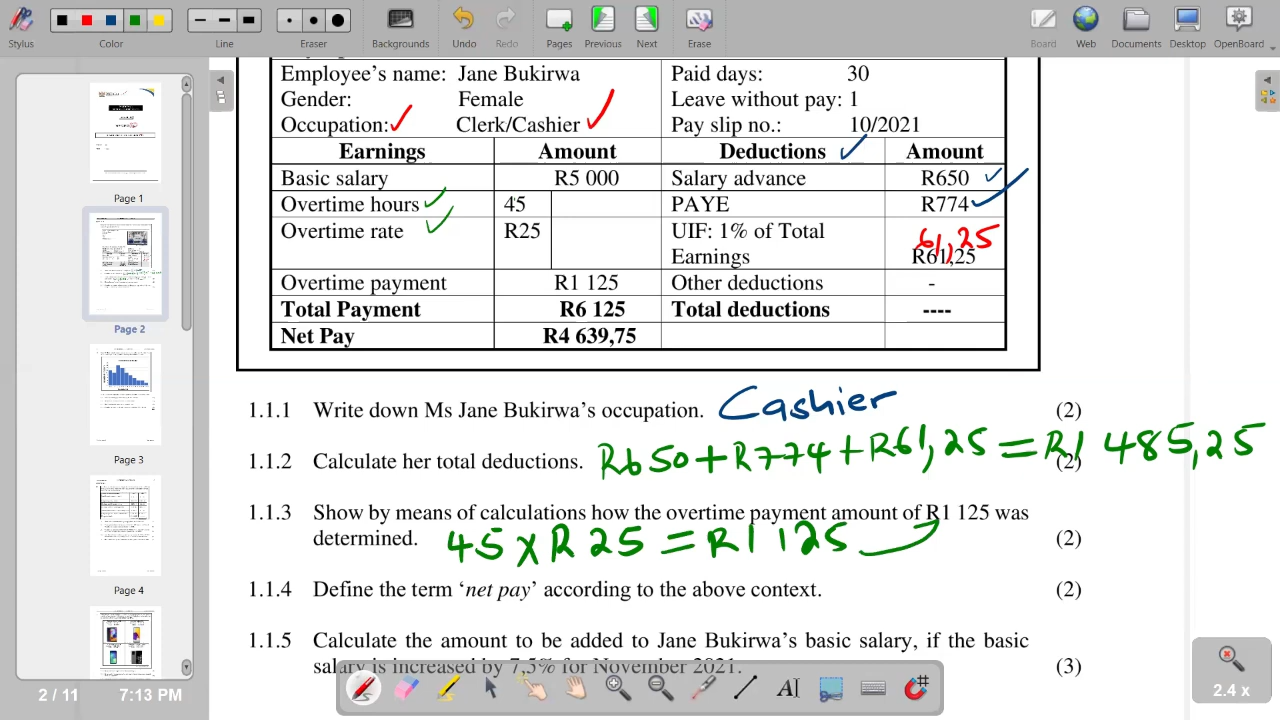 Stylus Color Line Eraser Backgrounds Undo Redo Pages Previous Next Erase Board Web Documents Desktop OpenBoard
Page 1
Page 2
Page 3
Page 4
2 / 11 7:13 PM
Employee's name: Jane Bukirwa Paid days: 30
Gender: Female Leave without pay: 1
Occupation: Clerk/Cashier Pay slip no.: 10/2021
Earnings Amount Deductions Amount
Basic salary R5 000 Salary advance R650
Overtime hours 45 PAYE R774
Overtime rate R25 UIF: 1% of Total 61,25
Earnings R61,25
Overtime payment R1 125 Other deductions -
Total Payment R6 125 Total deductions ----
Net Pay R4 639,75
1.1.1 Write down Ms Jane Bukirwa's occupation. Cashier (2)
1.1.2 Calculate her total deductions. R650+R774+R61,25=R1 485,25 (2)
1.1.3 Show by means of calculations how the overtime payment amount of R1 125 was
determined. 45 x R 25 = R1 125 (2)
1.1.4 Define the term 'net pay' according to the above context. (2)
1.1.5 Calculate the amount to be added to Jane Bukirwa's basic salary, if the basic
salary is increased by 7,5% for November 2021. (3)
2.4 x